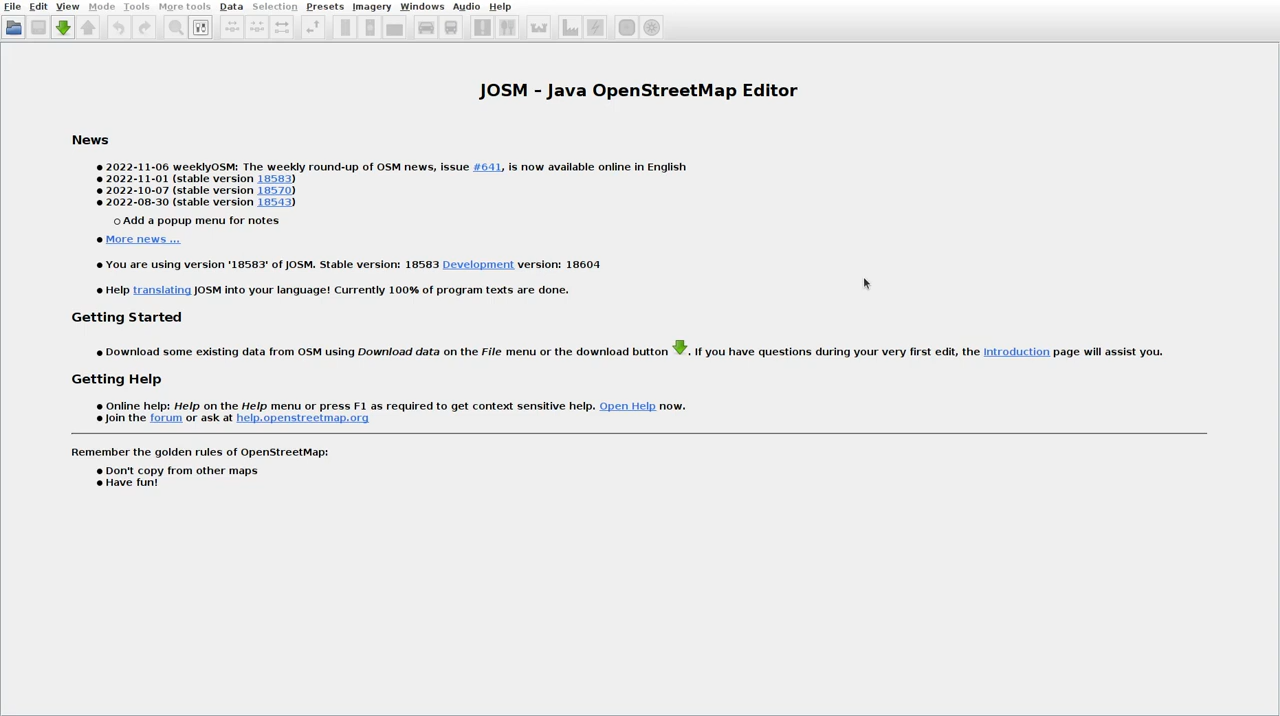 File Edit View Mode Tools More tools Data Selection Presets Imagery Windows Audio Help
JOSM – Java OpenStreetMap Editor
News
2022-11-06 weeklyOSM: The weekly round-up of OSM news, issue #641, is now available online in English
2022-11-01 (stable version 18583)
2022-10-07 (stable version 18570)
2022-08-30 (stable version 18543)
Add a popup menu for notes
More news ...
You are using version '18583' of JOSM. Stable version: 18583 Development version: 18604
Help translating JOSM into your language! Currently 100% of program texts are done.
Getting Started
Download some existing data from OSM using Download data on the File menu or the download button . If you have questions during your very first edit, the Introduction page will assist you.
Getting Help
Online help: Help on the Help menu or press F1 as required to get context sensitive help. Open Help now.
Join the forum or ask at help.openstreetmap.org
Remember the golden rules of OpenStreetMap:
Don't copy from other maps
Have fun!